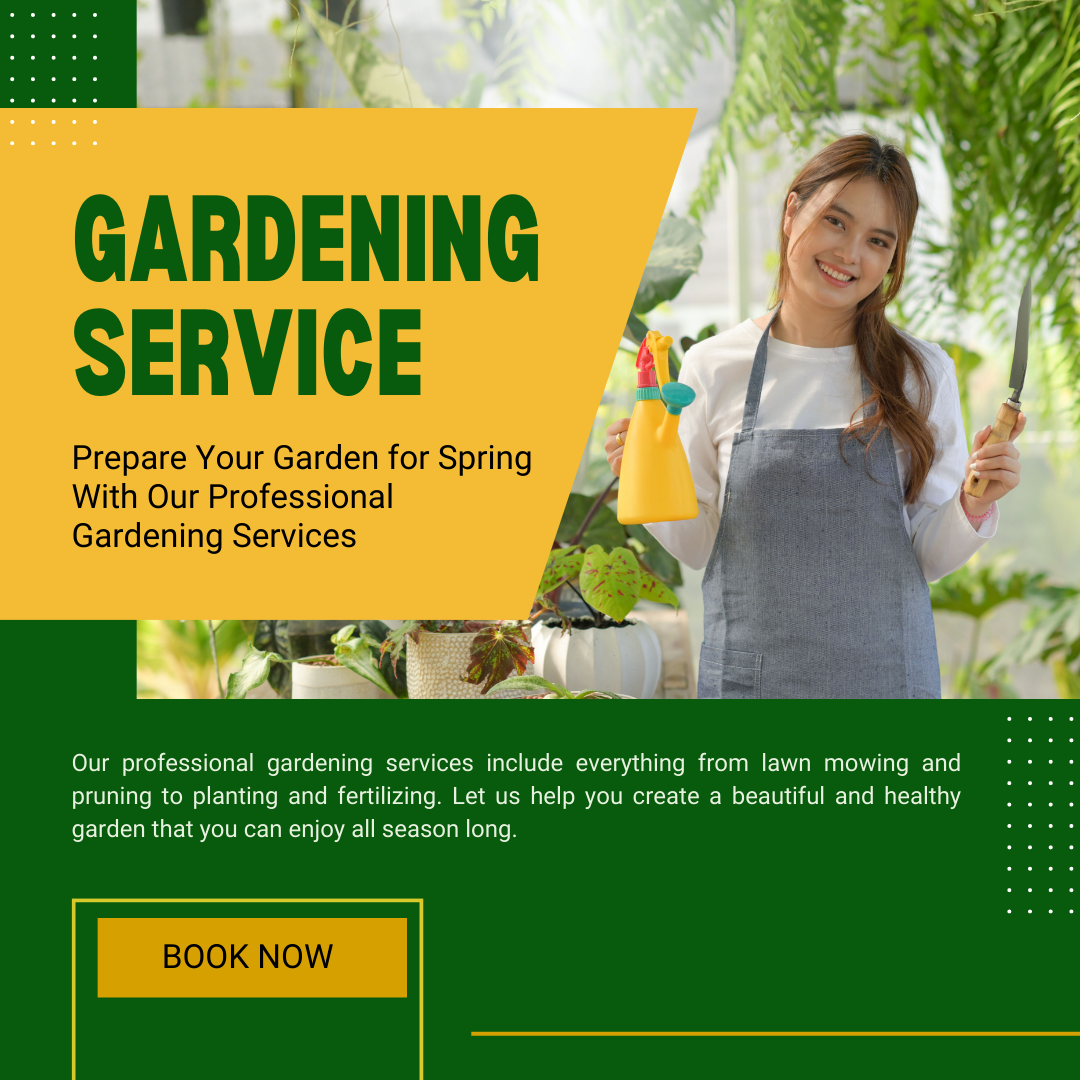 GARDENING
SERVICE
Prepare Your Garden for Spring
With Our Professional
Gardening Services
Our professional gardening services include everything from lawn mowing and
pruning to planting and fertilizing. Let us help you create a beautiful and healthy
garden that you can enjoy all season long.
BOOK NOW